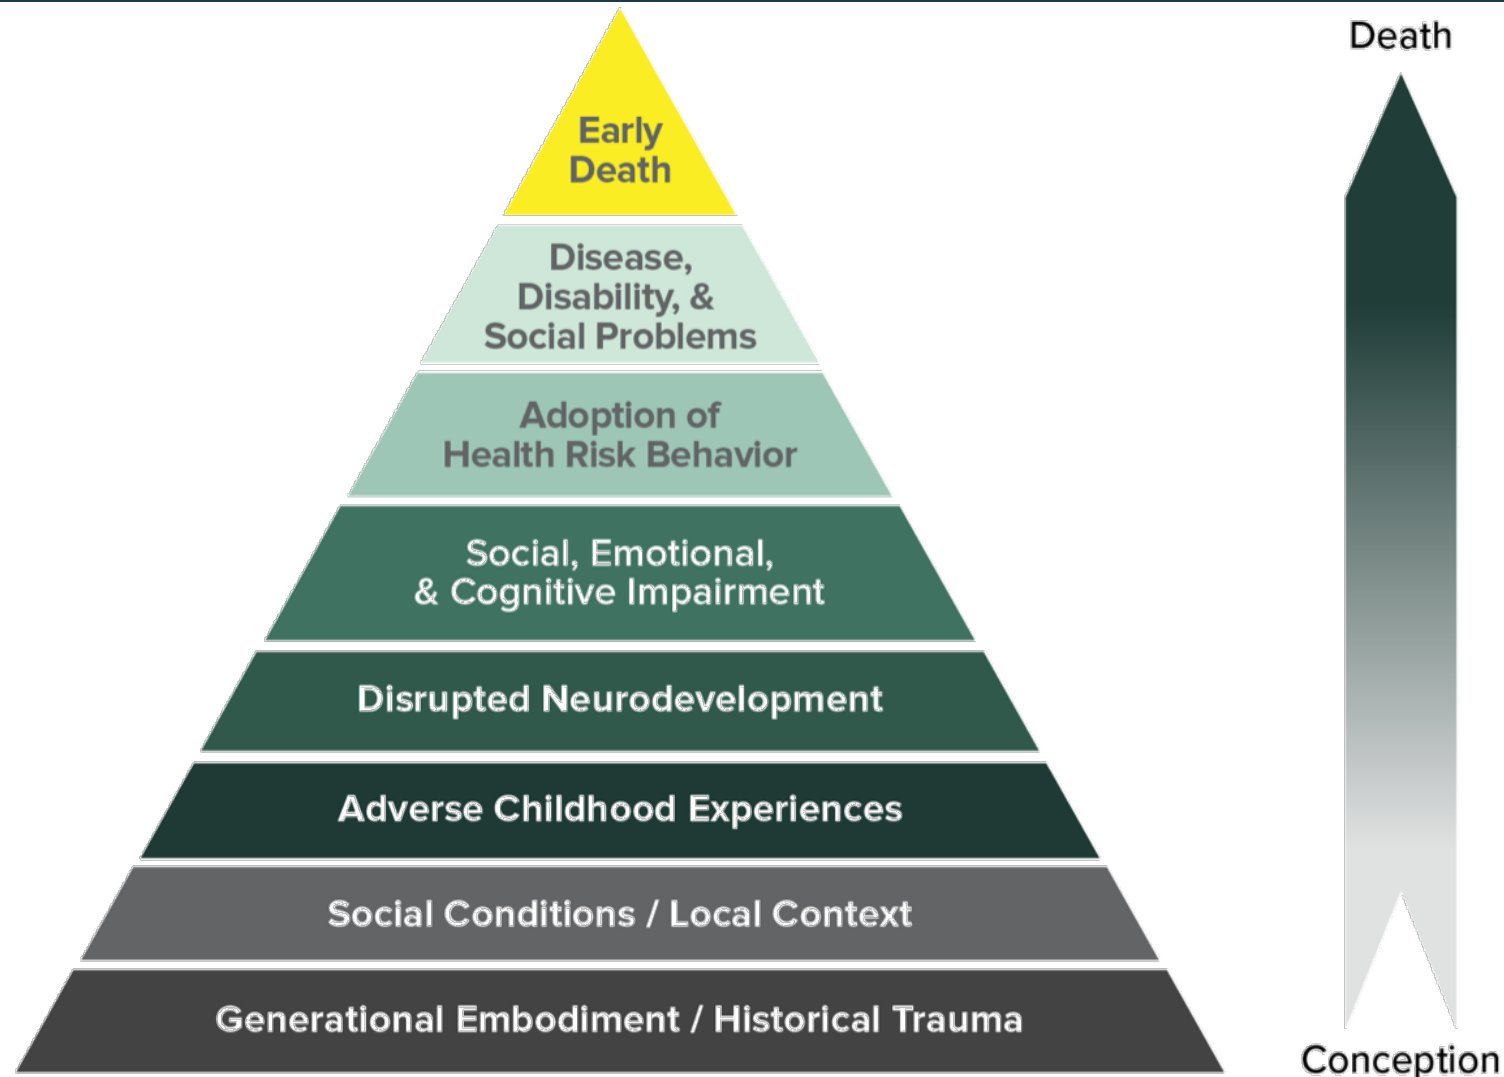 Death
Early
Death
Disease,
Disability, &
Social Problems
Adoption of
Health Risk Behavior
Social, Emotional,
& Cognitive Impairment
Disrupted Neurodevelopment
Adverse Childhood Experiences
Social Conditions / Local Context
Generational Embodiment / Historical Trauma
Conception